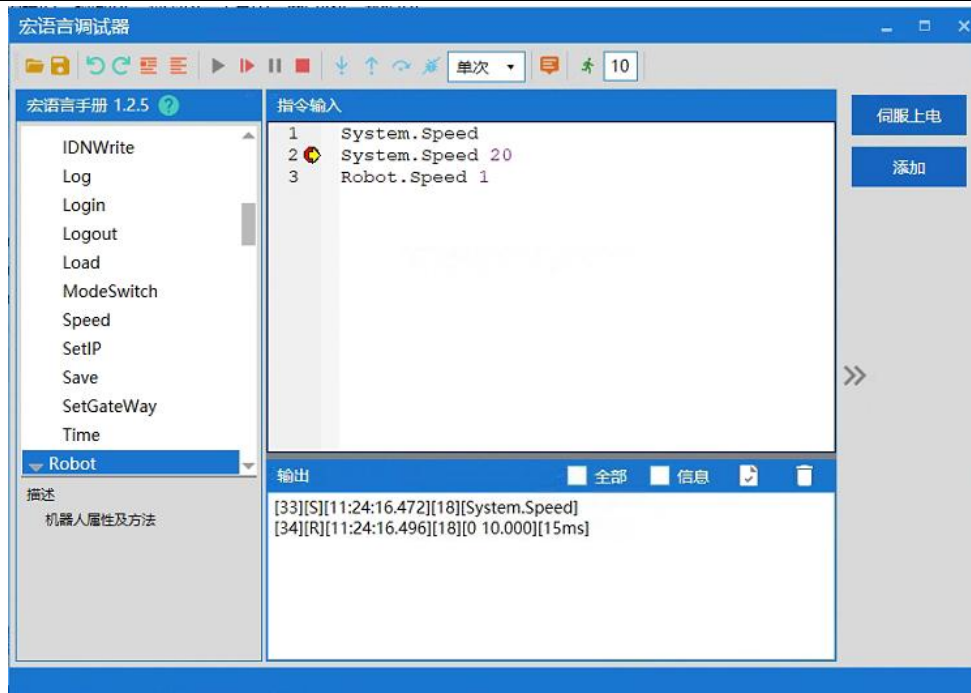 宏语言调试器
单次
10
宏语言手册 1.2.5
IDNWrite
Log
Login
Logout
Load
ModeSwitch
Speed
SetIP
Save
SetGateWay
Time
Robot
描述
机器人属性及方法
指令输入
1 System.Speed
2 System.Speed 20
3 Robot.Speed 1
输出 全部 信息
[33][S][11:24:16.472][18][System.Speed]
[34][R][11:24:16.496][18][0 10.000][15ms]
伺服上电
添加